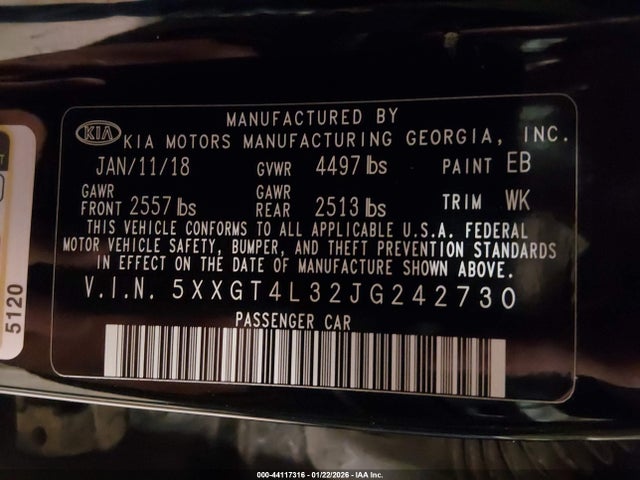 MANUFACTURED BY
KIA KIA MOTORS MANUFACTURING GEORGIA, INC.
JAN/11/18 GVWR 4497 lbs PAINT EB
GAWR FRONT 2557 lbs GAWR REAR 2513 lbs TRIM WK
THIS VEHICLE CONFORMS TO ALL APPLICABLE U.S.A. FEDERAL
MOTOR VEHICLE SAFETY, BUMPER, AND THEFT PREVENTION STANDARDS
IN EFFECT ON THE DATE OF MANUFACTURE SHOWN ABOVE.
V.I.N. 5XXGT4L32JG242730
PASSENGER CAR
5120
000-44117316 - 01/22/2026 - IAA Inc.